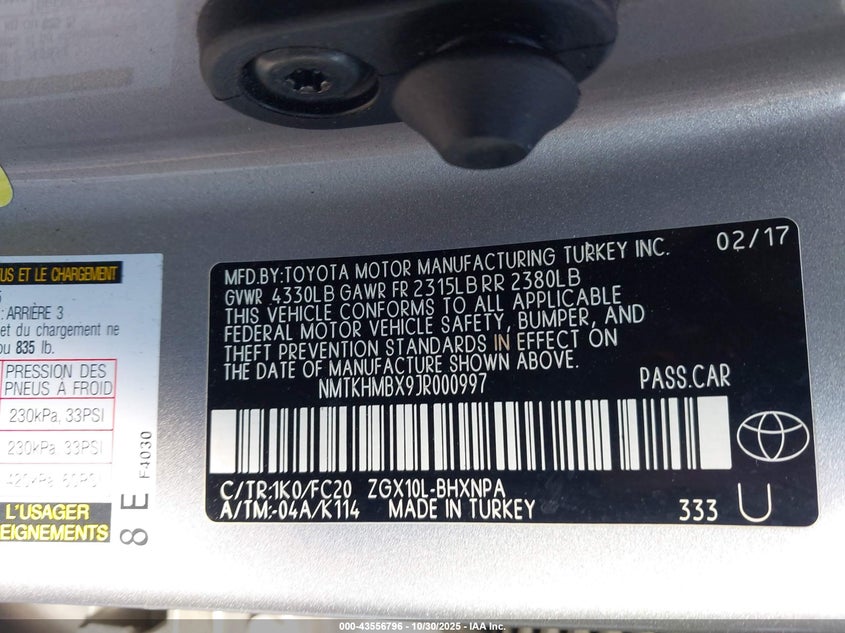 US ET LE CHARGEMENT
: ARRIÈRE 3
et du chargement ne
ou 835 lb.
PRESSION DES
PNEUS À FROID
230kPa, 33PSI
230kPa, 33PSI
420kPa, 60PSI
L'USAGER
EIGNEMENTS
8 E F4030
02/17
MFD.BY:TOYOTA MOTOR MANUFACTURING TURKEY INC.
GVWR 4330LB GAWR FR 2315LB RR 2380LB
THIS VEHICLE CONFORMS TO ALL APPLICABLE
FEDERAL MOTOR VEHICLE SAFETY, BUMPER, AND
THEFT PREVENTION STANDARDS IN EFFECT ON
THE DATE OF MANUFACTURE SHOWN ABOVE.
NMTKHMBX9JR000997 PASS.CAR
C/TR:1K0/FC20 ZGX10L-BHXNPA
A/TM:-04A/K114 MADE IN TURKEY 333 U
000-43556796 - 10/30/2025 - IAA Inc.